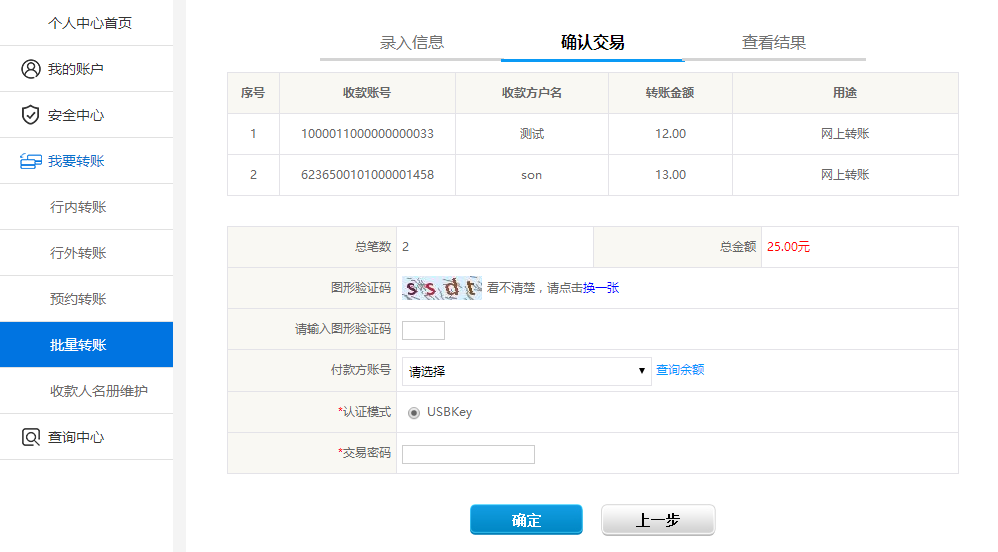 个人中心首页
我的账户
安全中心
我要转账
行内转账
行外转账
预约转账
批量转账
收款人名册维护
查询中心
录入信息 确认交易 查看结果
序号 收款账号 收款方户名 转账金额 用途
1 1000011000000000033 测试 12.00 网上转账
2 6236500101000001458 son 13.00 网上转账
总笔数 2 总金额 25.00元
图形验证码 ssdt 看不清楚，请点击换一张
请输入图形验证码
付款方账号 请选择 查询余额
*认证模式 USBKey
*交易密码
确定 上一步